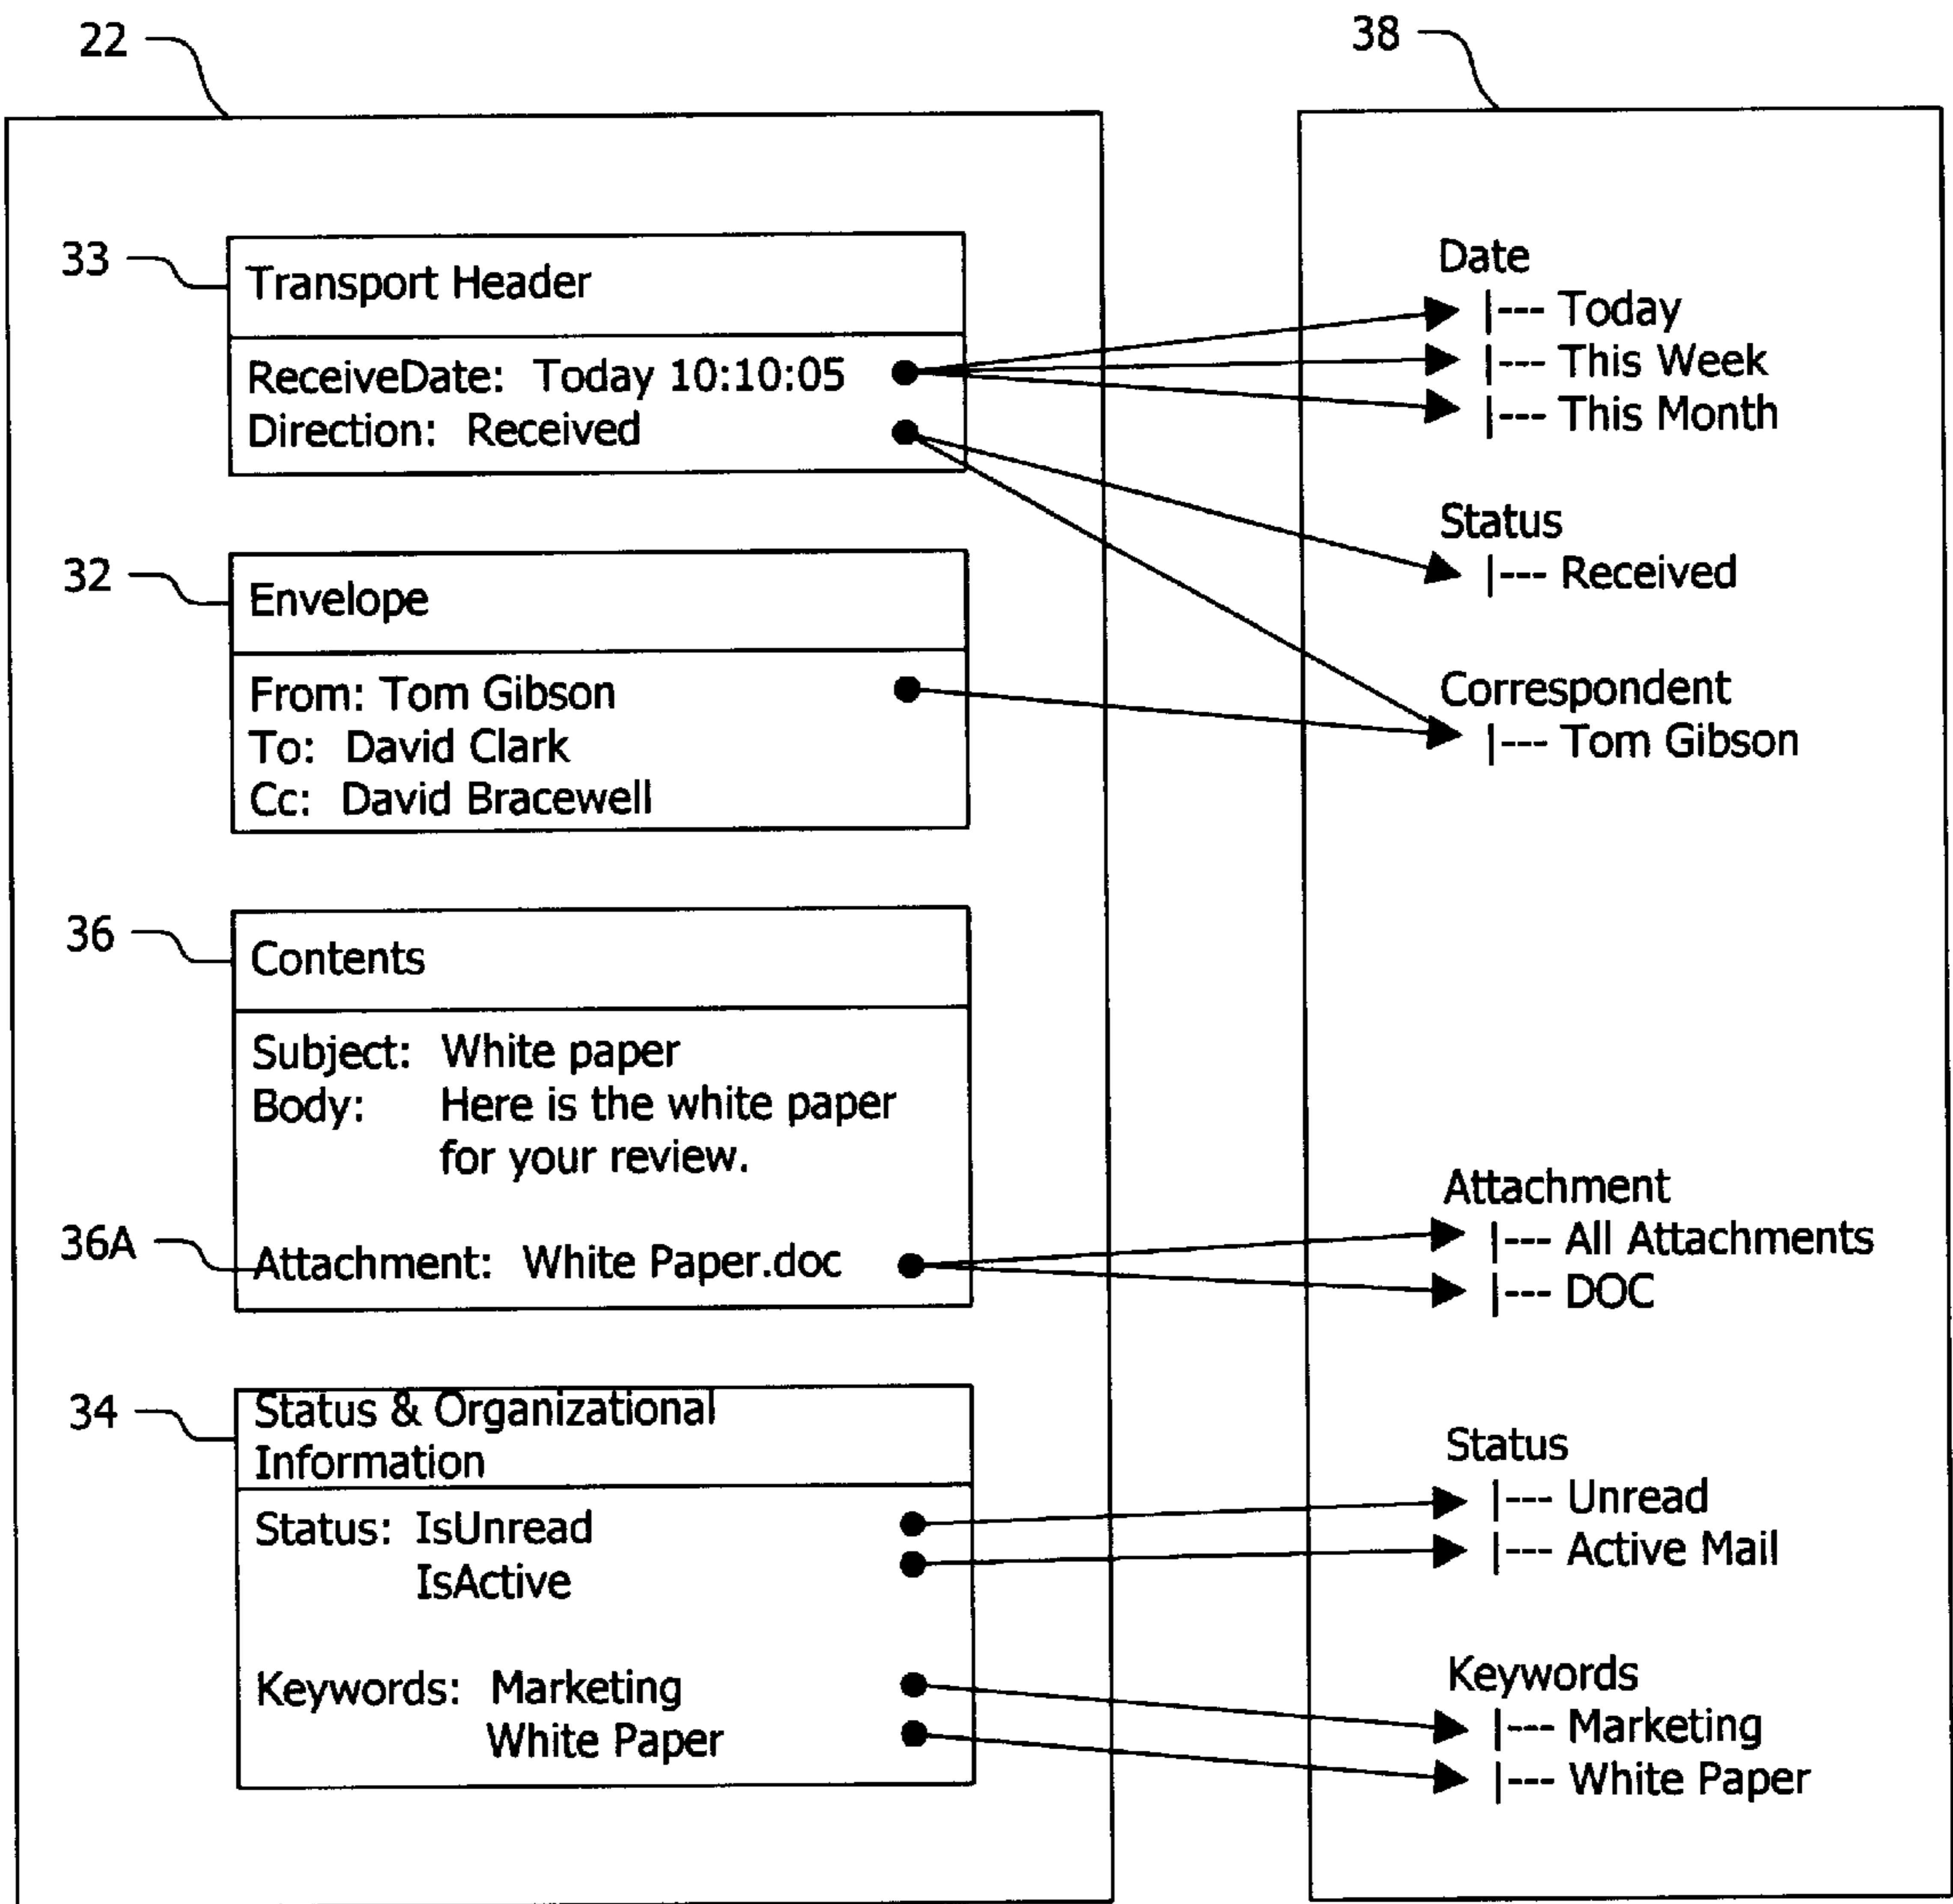 22
38
33
Transport Header
ReceiveDate: Today 10:10:05
Direction: Received
32
Envelope
From: Tom Gibson
To: David Clark
Cc: David Bracewell
36
Contents
Subject: White paper
Body: Here is the white paper
for your review.
36A
Attachment: White Paper.doc
34
Status & Organizational
Information
Status: IsUnread
IsActive
Keywords: Marketing
White Paper
Date
|--- Today
|--- This Week
|--- This Month
Status
|--- Received
Correspondent
|--- Tom Gibson
Attachment
|--- All Attachments
|--- DOC
Status
|--- Unread
|--- Active Mail
Keywords
|--- Marketing
|--- White Paper